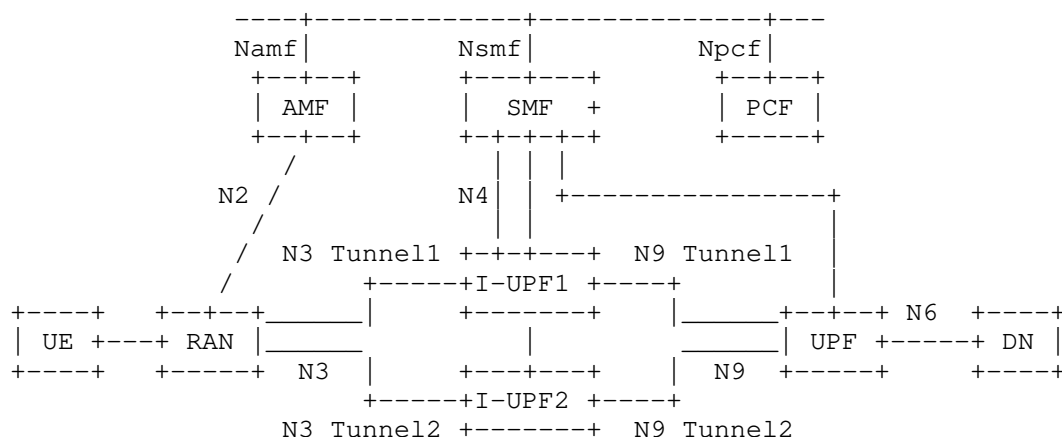 Namf Nsmf Npcf
AMF SMF PCF
N2 N4
N3 Tunnel1 N9 Tunnel1
I-UPF1
N6
UE RAN UPF DN
N3 N9
I-UPF2
N3 Tunnel2 N9 Tunnel2